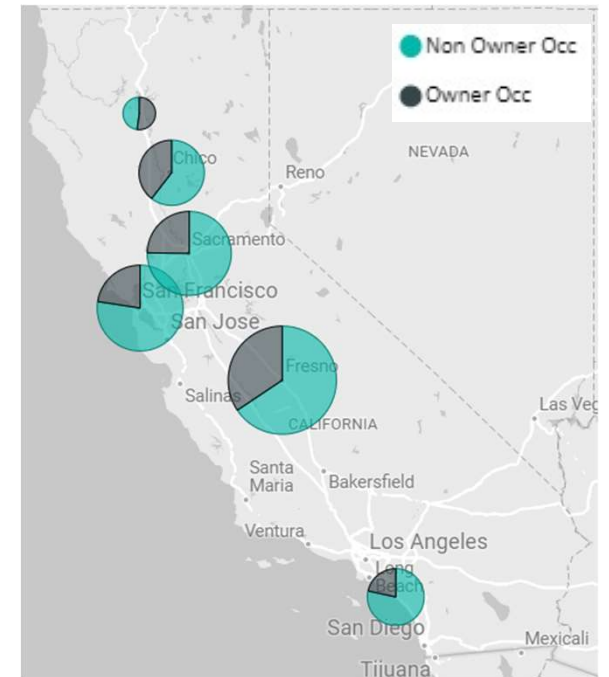 Non Owner Occ
Owner Occ
NEVADA
Chico
Reno
Sacramento
San Francisco
San Jose
Fresno
Salinas
Las Veg
CALIFORNIA
Santa
Maria
Bakersfield
Ventura
Los Angeles
Long
Beach
San Diego
Mexicali
Tijuana